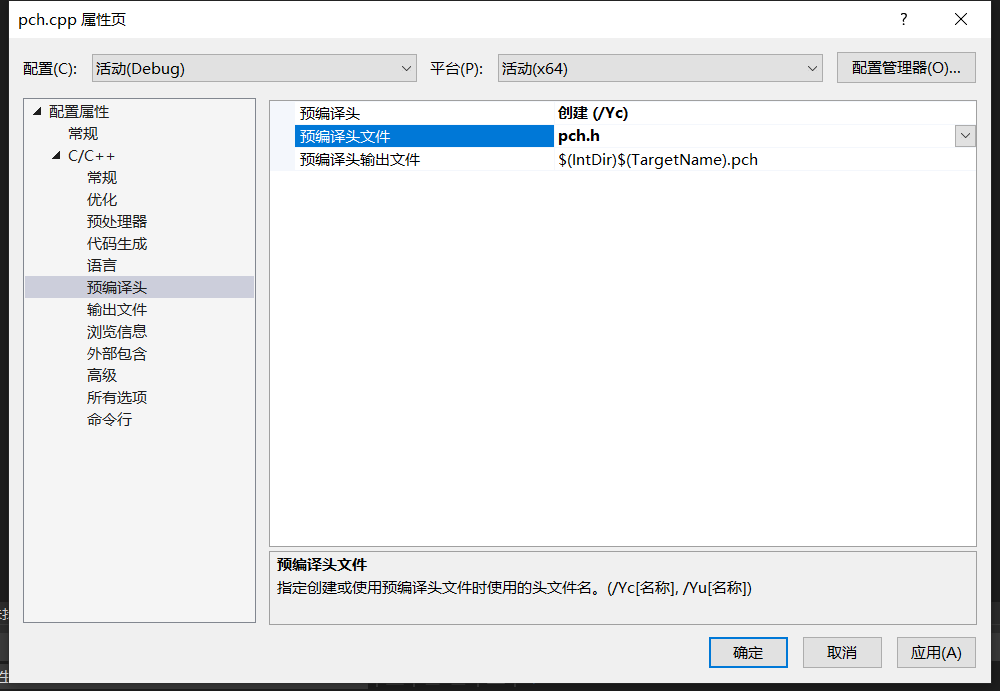 pch.cpp 属性页
配置(C): 活动(Debug) 平台(P): 活动(x64) 配置管理器(O)...
配置属性
常规
C/C++
常规
优化
预处理器
代码生成
语言
预编译头
输出文件
浏览信息
外部包含
高级
所有选项
命令行
预编译头 创建 (/Yc)
预编译头文件 pch.h
预编译头输出文件 $(IntDir)$(TargetName).pch
预编译头文件
指定创建或使用预编译头文件时使用的头文件名。(/Yc[名称], /Yu[名称])
确定 取消 应用(A)